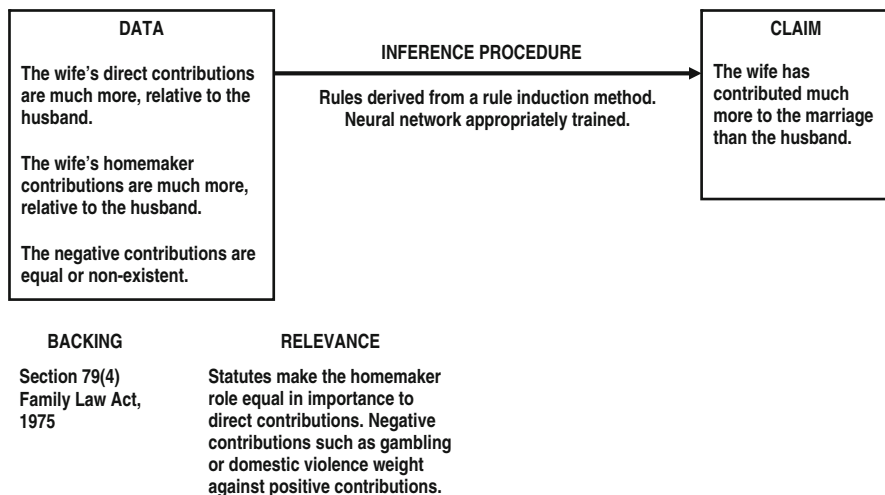 DATA
The wife's direct contributions
are much more, relative to the
husband.
The wife's homemaker
contributions are much more,
relative to the husband.
The negative contributions are
equal or non-existent.
INFERENCE PROCEDURE
Rules derived from a rule induction method.
Neural network appropriately trained.
CLAIM
The wife has
contributed much
more to the marriage
than the husband.
BACKING
Section 79(4)
Family Law Act,
1975
RELEVANCE
Statutes make the homemaker
role equal in importance to
direct contributions. Negative
contributions such as gambling
or domestic violence weight
against positive contributions.